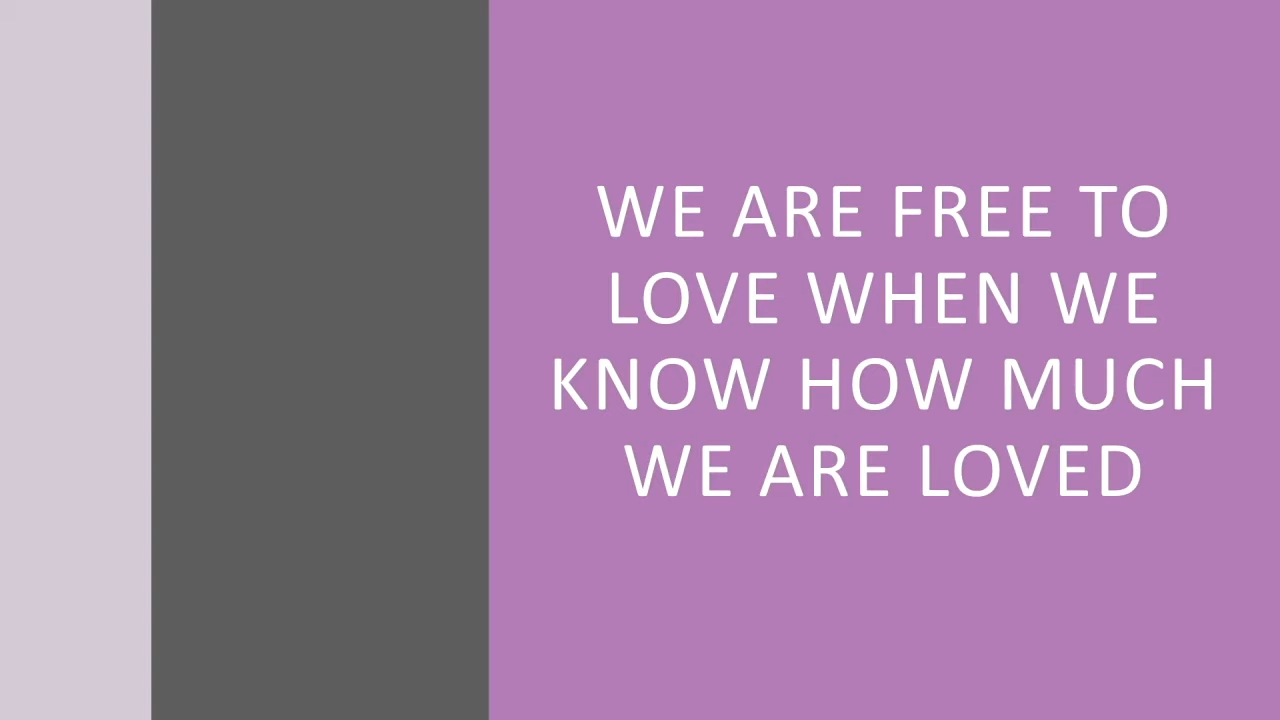 WE ARE FREE TO
LOVE WHEN WE
KNOW HOW MUCH
WE ARE LOVED